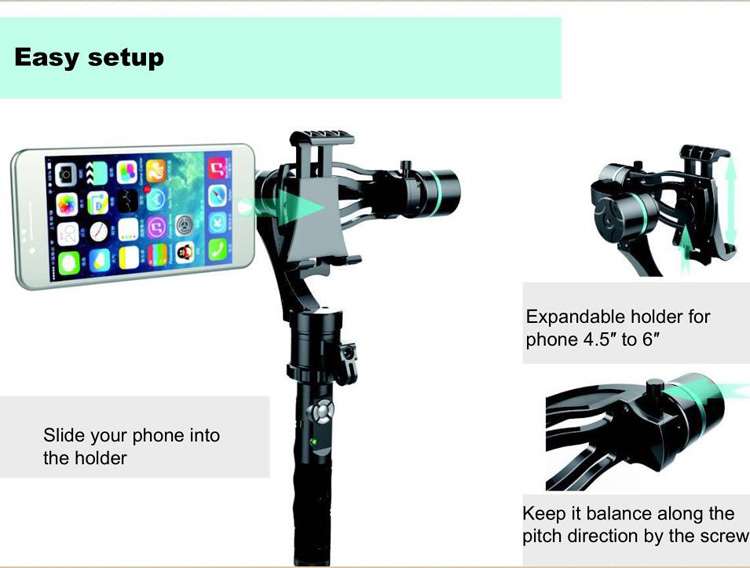 Easy setup
Expandable holder for
phone 4.5″ to 6″
Slide your phone into
the holder
Keep it balance along the
pitch direction by the screw